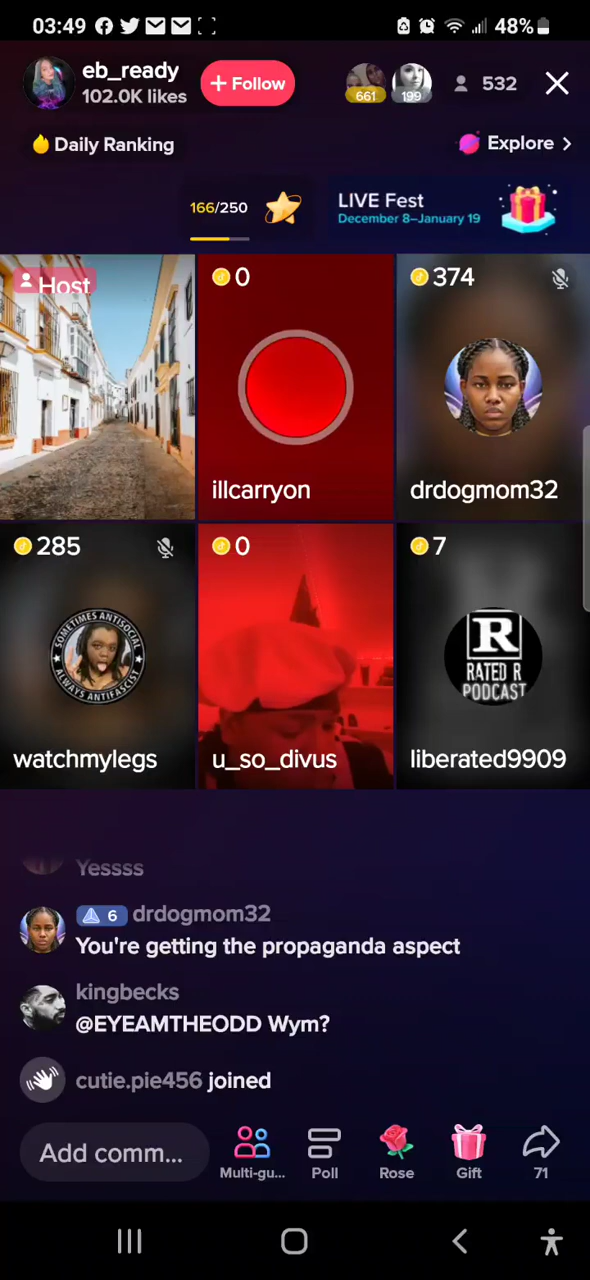 03:49
48%
eb_ready
102.0K likes
+ Follow
661
199
532
Daily Ranking
Explore >
166/250
LIVE Fest
December 8–January 19
Host
0
374
illcarryon
drdogmom32
285
0
7
SOMETIMES ANTISOCIAL
ALWAYS ANTIFASCIST
R
RATED R
PODCAST
watchmylegs
u_so_divus
liberated9909
Yessss
6 drdogmom32
You're getting the propaganda aspect
kingbecks
@EYEAMTHEODD Wym?
cutie.pie456 joined
Add comm...
Multi-gu...
Poll
Rose
Gift
71